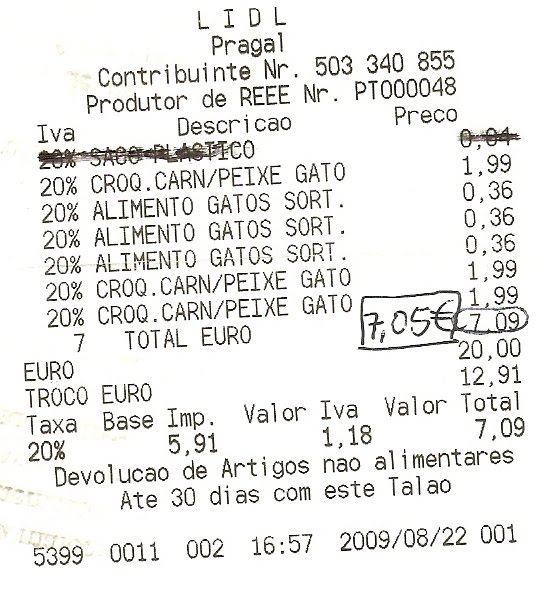 LIDL
Pragal
Contribuinte Nr. 503 340 855
Produtor de REEE Nr. PT000048
Iva Descricao Preco
20% SACO PLASTICO 0,04
20% CROQ.CARN/PEIXE GATO 1,99
20% ALIMENTO GATOS SORT. 0,36
20% ALIMENTO GATOS SORT. 0,36
20% ALIMENTO GATOS SORT. 0,36
20% CROQ.CARN/PEIXE GATO 1,99
20% CROQ.CARN/PEIXE GATO 1,99
7 TOTAL EURO 7,05€ 7,09
EURO 20,00
TROCO EURO 12,91
Taxa Base Imp. Valor Iva Valor Total
20% 5,91 1,18 7,09
Devolucao de Artigos nao alimentares
Ate 30 dias com este Talao
5399 0011 002 16:57 2009/08/22 001